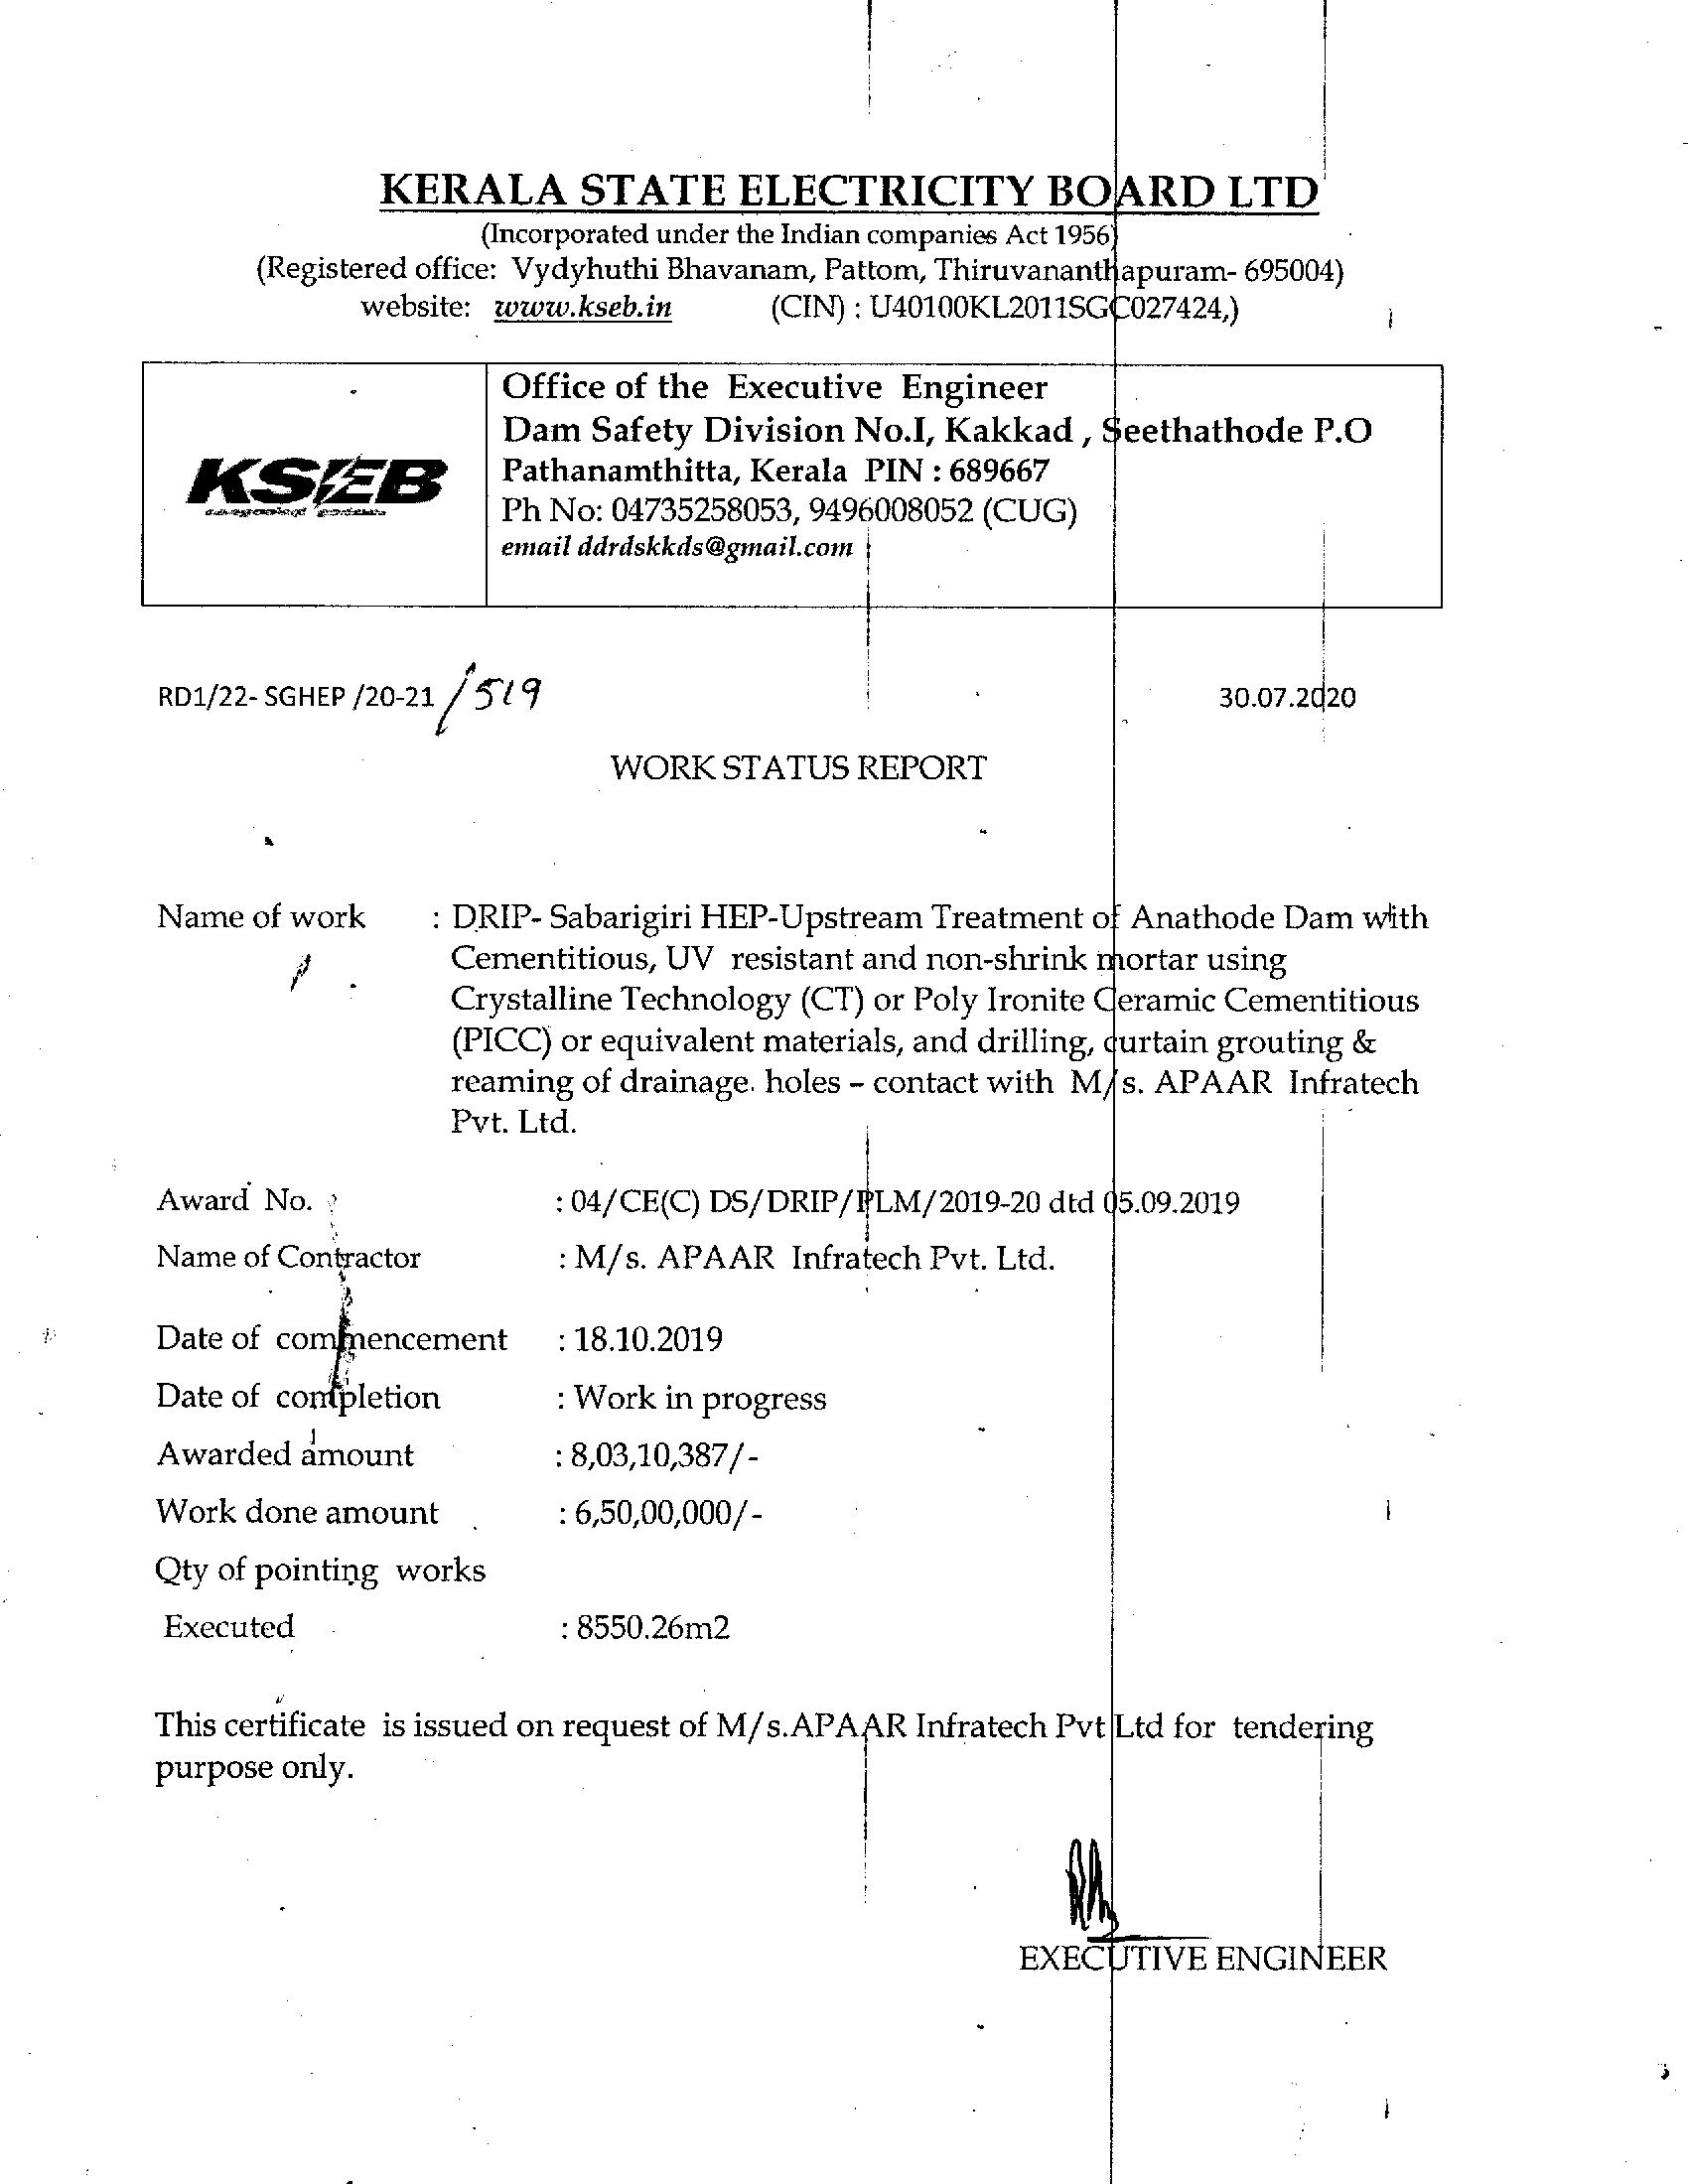 KERALA STATE ELECTRICITY BOARD LTD
(Incorporated under the Indian companies Act 1956)
(Registered office: Vydyhuthi Bhavanam, Pattom, Thiruvananthapuram- 695004)
website: www.kseb.in (CIN) : U40100KL2011SGC027424,)
KSEB
Office of the Executive Engineer
Dam Safety Division No.I, Kakkad , Seethathode P.O
Pathanamthitta, Kerala PIN : 689667
Ph No: 04735258053, 9496008052 (CUG)
email ddrdskkds@gmail.com
RD1/22- SGHEP /20-21 /519 30.07.2020
WORK STATUS REPORT
Name of work : DRIP- Sabarigiri HEP-Upstream Treatment of Anathode Dam with
Cementitious, UV resistant and non-shrink mortar using
Crystalline Technology (CT) or Poly Ironite Ceramic Cementitious
(PICC) or equivalent materials, and drilling, curtain grouting &
reaming of drainage. holes – contact with M/s. APAAR Infratech
Pvt. Ltd.
Award No. : 04/CE(C) DS/DRIP/PLM/2019-20 dtd 05.09.2019
Name of Contractor : M/s. APAAR Infratech Pvt. Ltd.
Date of commencement : 18.10.2019
Date of completion : Work in progress
Awarded amount : 8,03,10,387/-
Work done amount : 6,50,00,000/-
Qty of pointing works
Executed : 8550.26m2
This certificate is issued on request of M/s.APAAR Infratech Pvt Ltd for tendering
purpose only.
EXECUTIVE ENGINEER